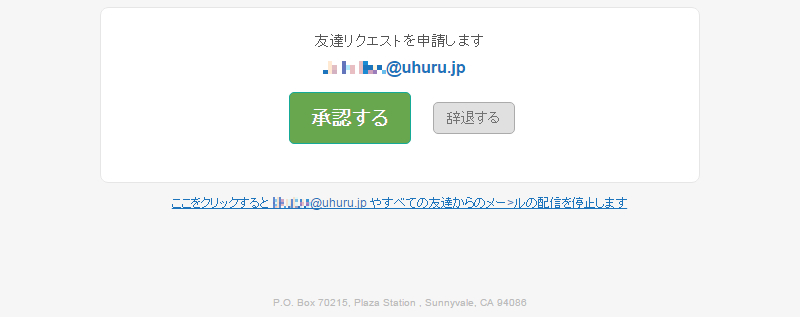 友達リクエストを申請します
@uhuru.jp
承認する
辞退する
ここをクリックすると @uhuru.jp やすべての友達からのメー>ルの配信を停止します
P.O. Box 70215, Plaza Station , Sunnyvale, CA 94086